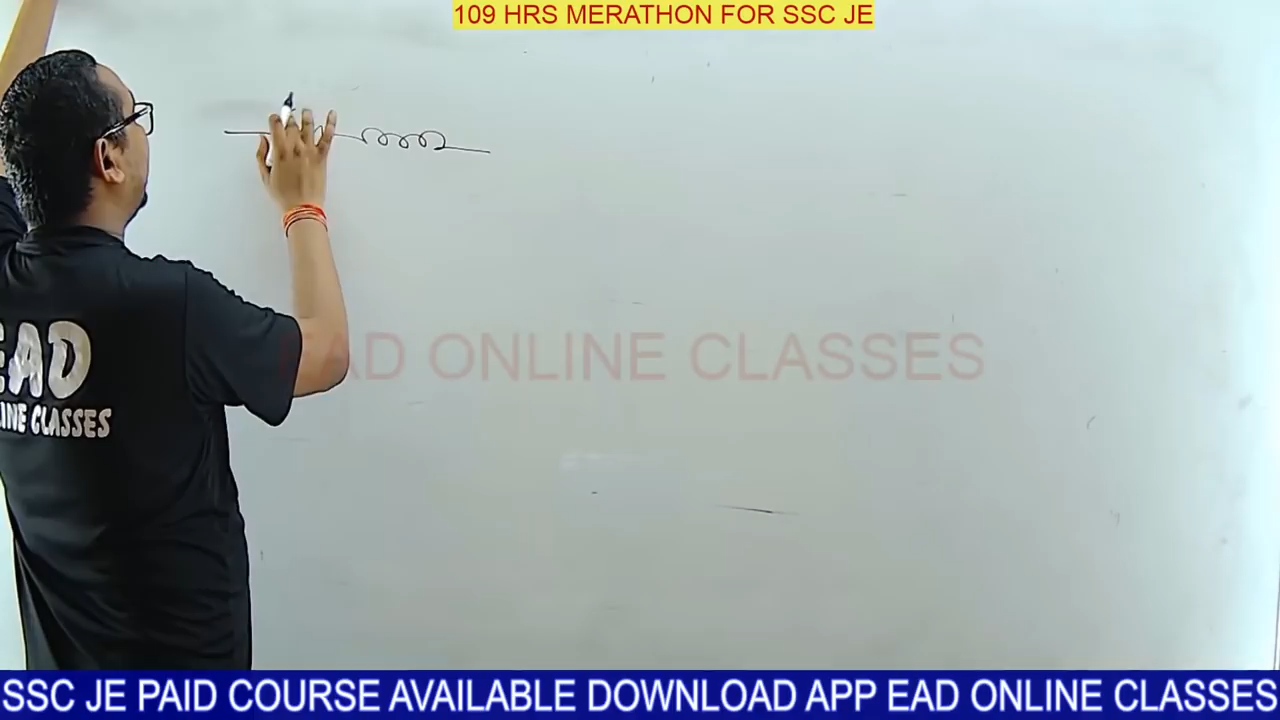 109 HRS MERATHON FOR SSC JE
EAD ONLINE CLASSES
EAD
LINE CLASSES
SSC JE PAID COURSE AVAILABLE DOWNLOAD APP EAD ONLINE CLASSES